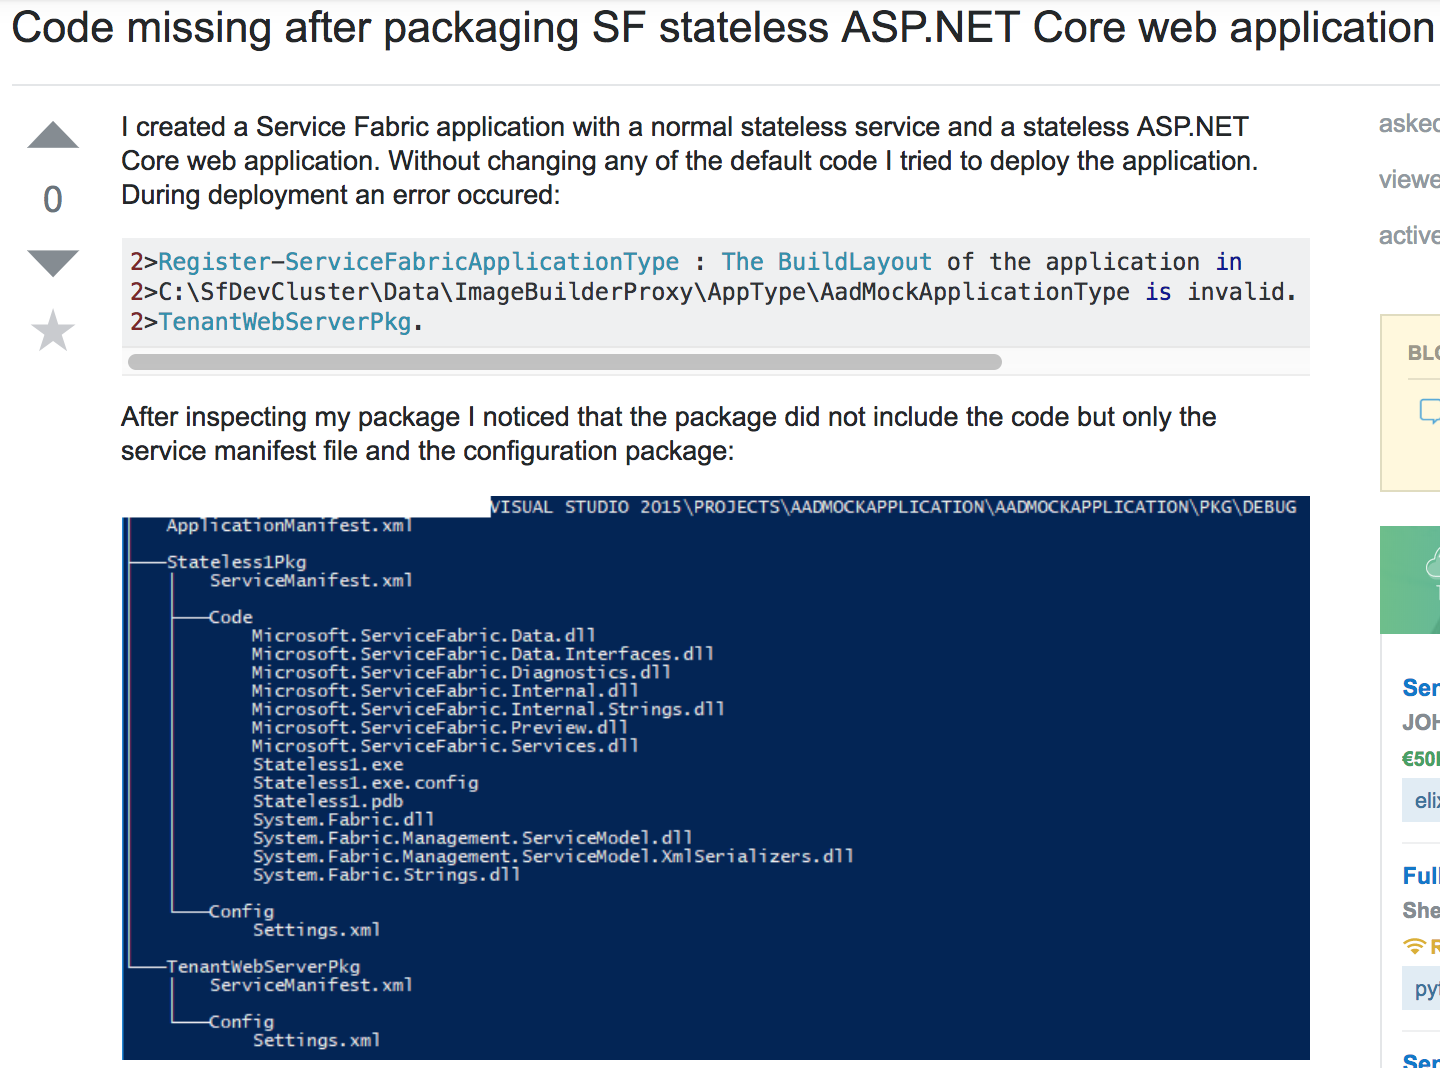 Code missing after packaging SF stateless ASP.NET Core web application
I created a Service Fabric application with a normal stateless service and a stateless ASP.NET
Core web application. Without changing any of the default code I tried to deploy the application.
During deployment an error occured:
0
2>Register-ServiceFabricApplicationType : The BuildLayout of the application in
2>C:\SfDevCluster\Data\ImageBuilderProxy\AppType\AadMockApplicationType is invalid.
2>TenantWebServerPkg.
After inspecting my package I noticed that the package did not include the code but only the
service manifest file and the configuration package:
VISUAL STUDIO 2015\PROJECTS\AADMOCKAPPLICATION\AADMOCKAPPLICATION\PKG\DEBUG
ApplicationManifest.xml
Stateless1Pkg
ServiceManifest.xml
Code
Microsoft.ServiceFabric.Data.dll
Microsoft.ServiceFabric.Data.Interfaces.dll
Microsoft.ServiceFabric.Diagnostics.dll
Microsoft.ServiceFabric.Internal.dll
Microsoft.ServiceFabric.Internal.Strings.dll
Microsoft.ServiceFabric.Preview.dll
Microsoft.ServiceFabric.Services.dll
Stateless1.exe
Stateless1.exe.config
Stateless1.pdb
System.Fabric.dll
System.Fabric.Management.ServiceModel.dll
System.Fabric.Management.ServiceModel.XmlSerializers.dll
System.Fabric.Strings.dll
Config
Settings.xml
TenantWebServerPkg
ServiceManifest.xml
Config
Settings.xml
asked
viewe
active
BLO
Ser
JOH
€50
eli
Full
She
R
pyt
Ser